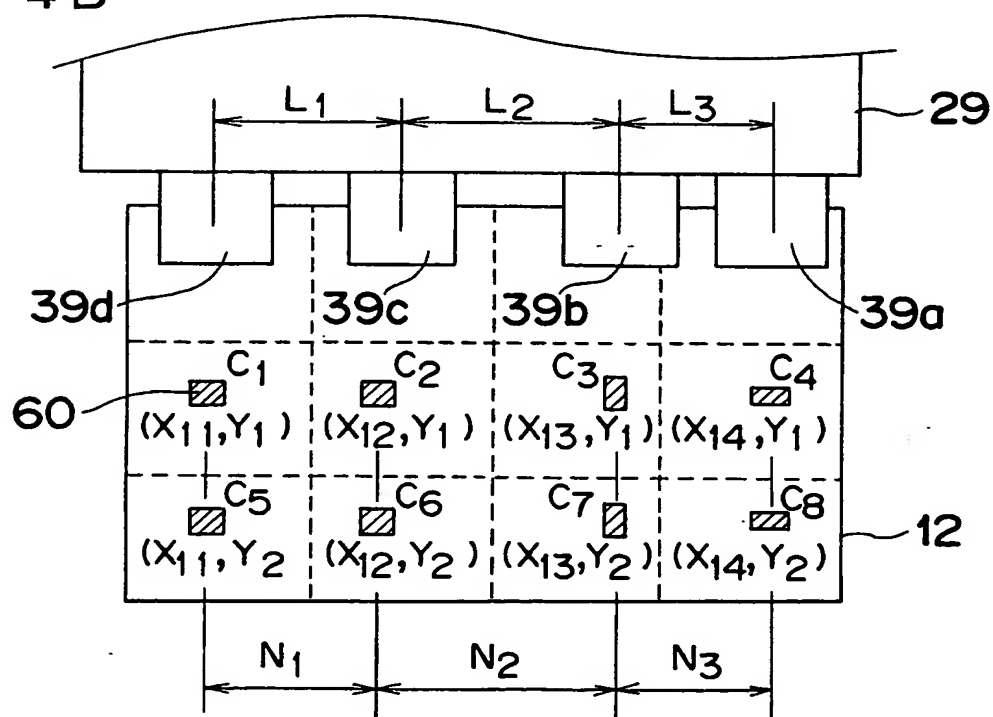 L1 L2 L3 29
39d 39c 39b 39a
C1 C2 C3 C4
60
(X11,Y1) (X12,Y1) (X13,Y1) (X14,Y1)
C5 C6 C7 C8
12
(X11,Y2) (X12,Y2) (X13,Y2) (X14,Y2)
N1 N2 N3